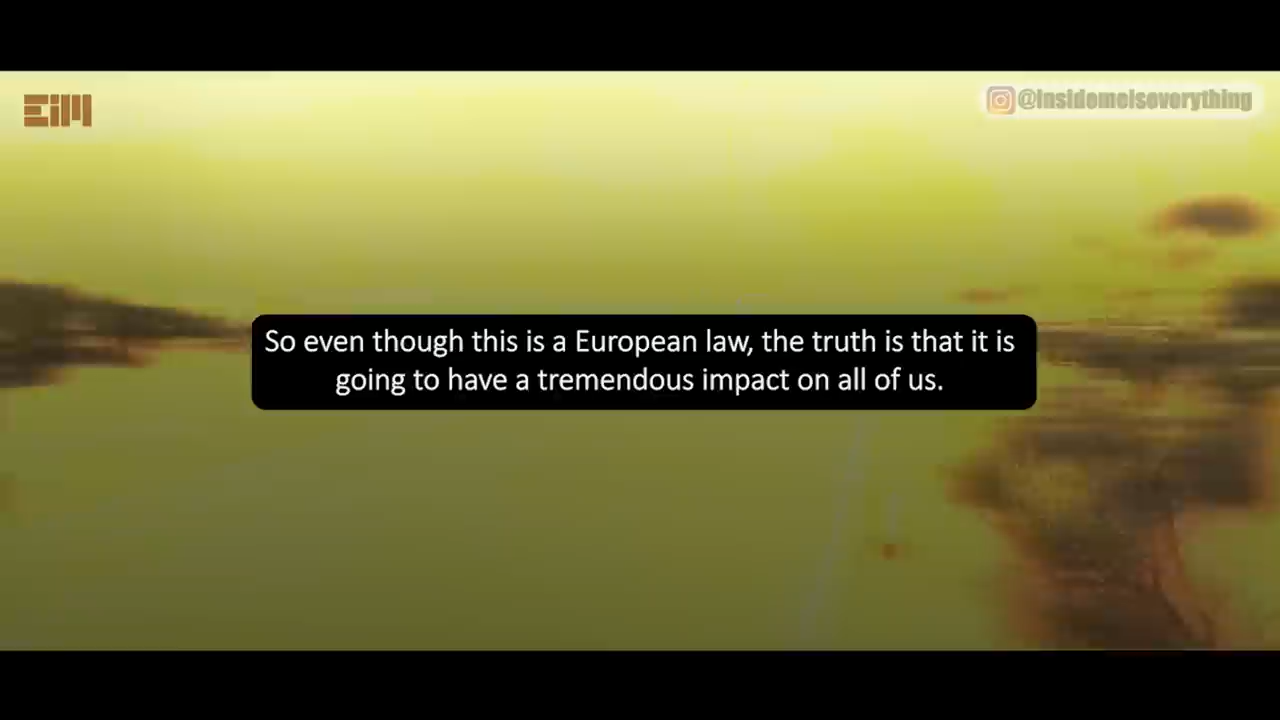 EiM
@insidemeiseverything
So even though this is a European law, the truth is that it is
going to have a tremendous impact on all of us.